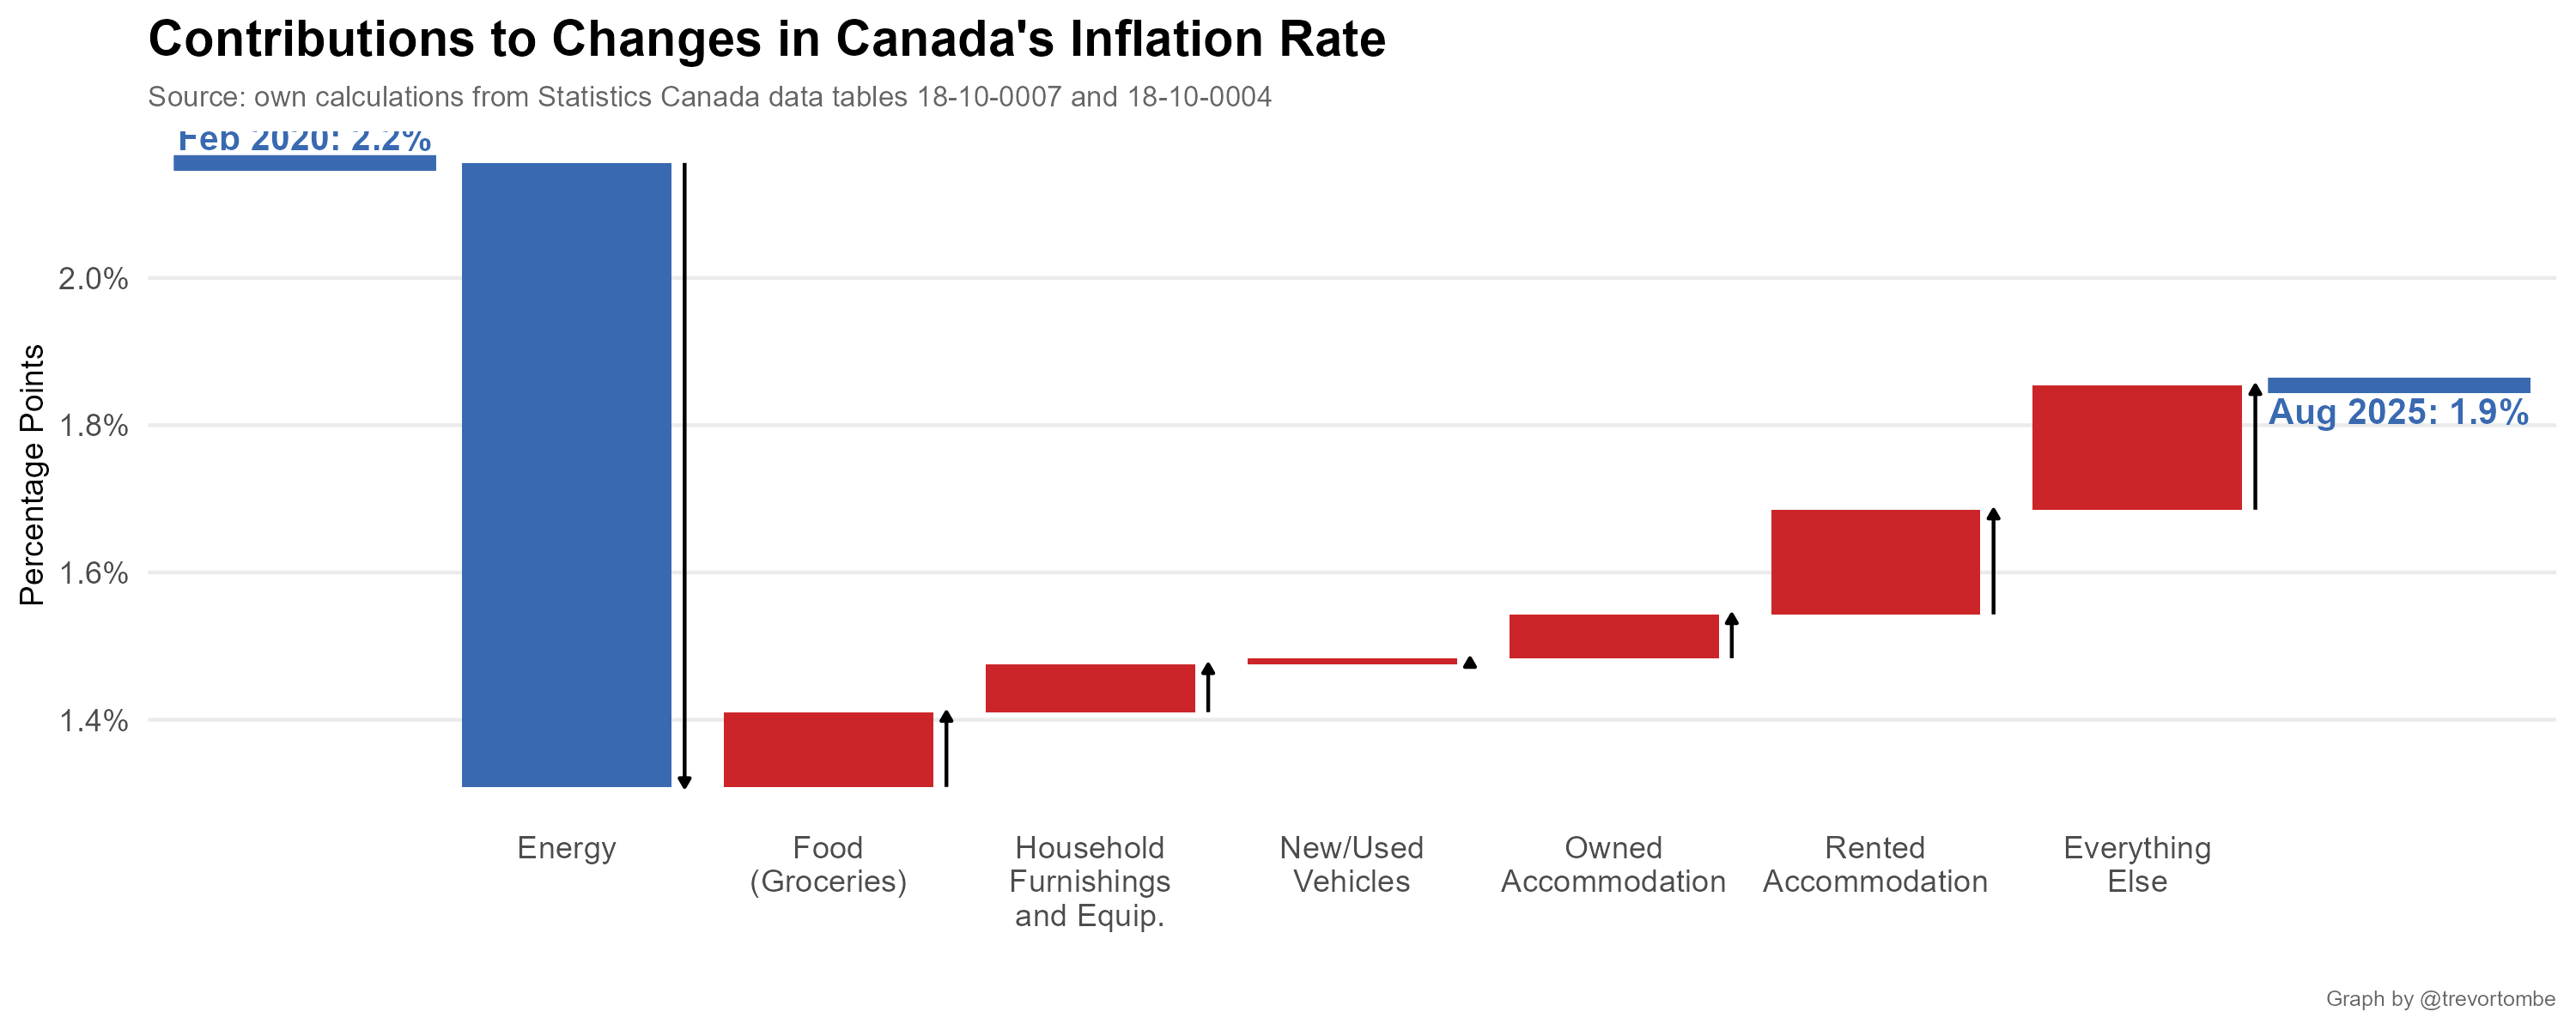 Contributions to Changes in Canada's Inflation Rate
Source: own calculations from Statistics Canada data tables 18-10-0007 and 18-10-0004
Feb 2020: 2.2%
Percentage Points
2.0%
1.8%
1.6%
1.4%
Aug 2025: 1.9%
Energy
Food
(Groceries)
Household
Furnishings
and Equip.
New/Used
Vehicles
Owned
Accommodation
Rented
Accommodation
Everything
Else
Graph by @trevortombe